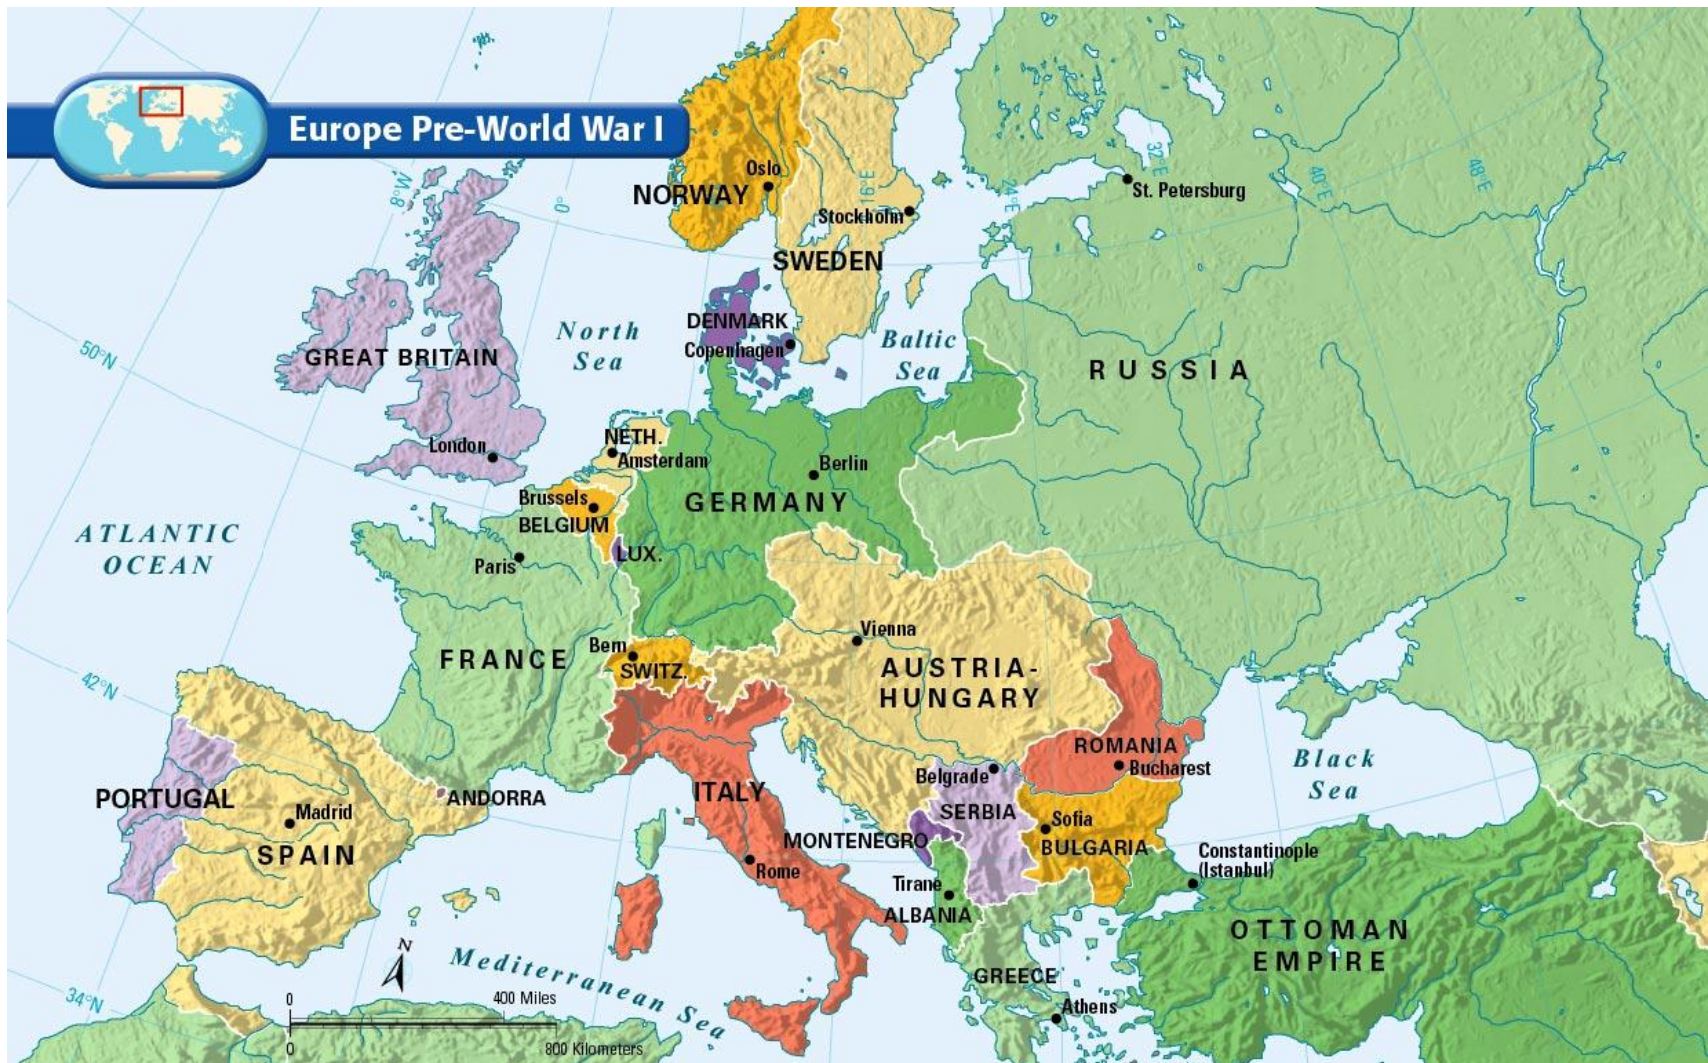 Europe Pre-World War I
8°W
0°
16°E
24°E
32°E
40°E
48°E
50°N
42°N
34°N
Oslo
NORWAY
Stockholm
SWEDEN
St. Petersburg
North
Sea
DENMARK
Copenhagen
Baltic
Sea
RUSSIA
GREAT BRITAIN
London
NETH.
Amsterdam
Berlin
GERMANY
Brussels
BELGIUM
LUX.
ATLANTIC
OCEAN
Paris
FRANCE
Bern
SWITZ.
Vienna
AUSTRIA-
HUNGARY
ROMANIA
Bucharest
Belgrade
SERBIA
Black
Sea
PORTUGAL
Madrid
SPAIN
ANDORRA
ITALY
Rome
MONTENEGRO
Sofia
BULGARIA
Tirane
ALBANIA
Constantinople
(Istanbul)
OTTOMAN
EMPIRE
GREECE
Athens
Mediterranean Sea
N
0
400 Miles
0
800 Kilometers